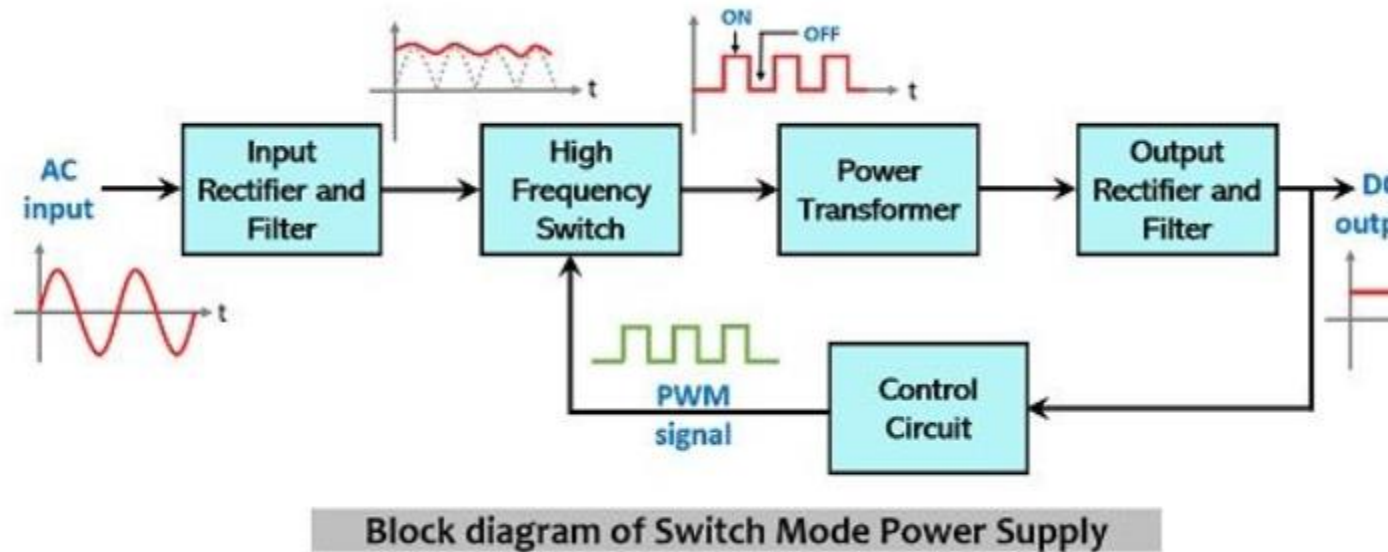 ON
OFF
t
t
AC
input
Input
Rectifier and
Filter
High
Frequency
Switch
Power
Transformer
Output
Rectifier and
Filter
t
PWM
signal
Control
Circuit
Block diagram of Switch Mode Power Supply